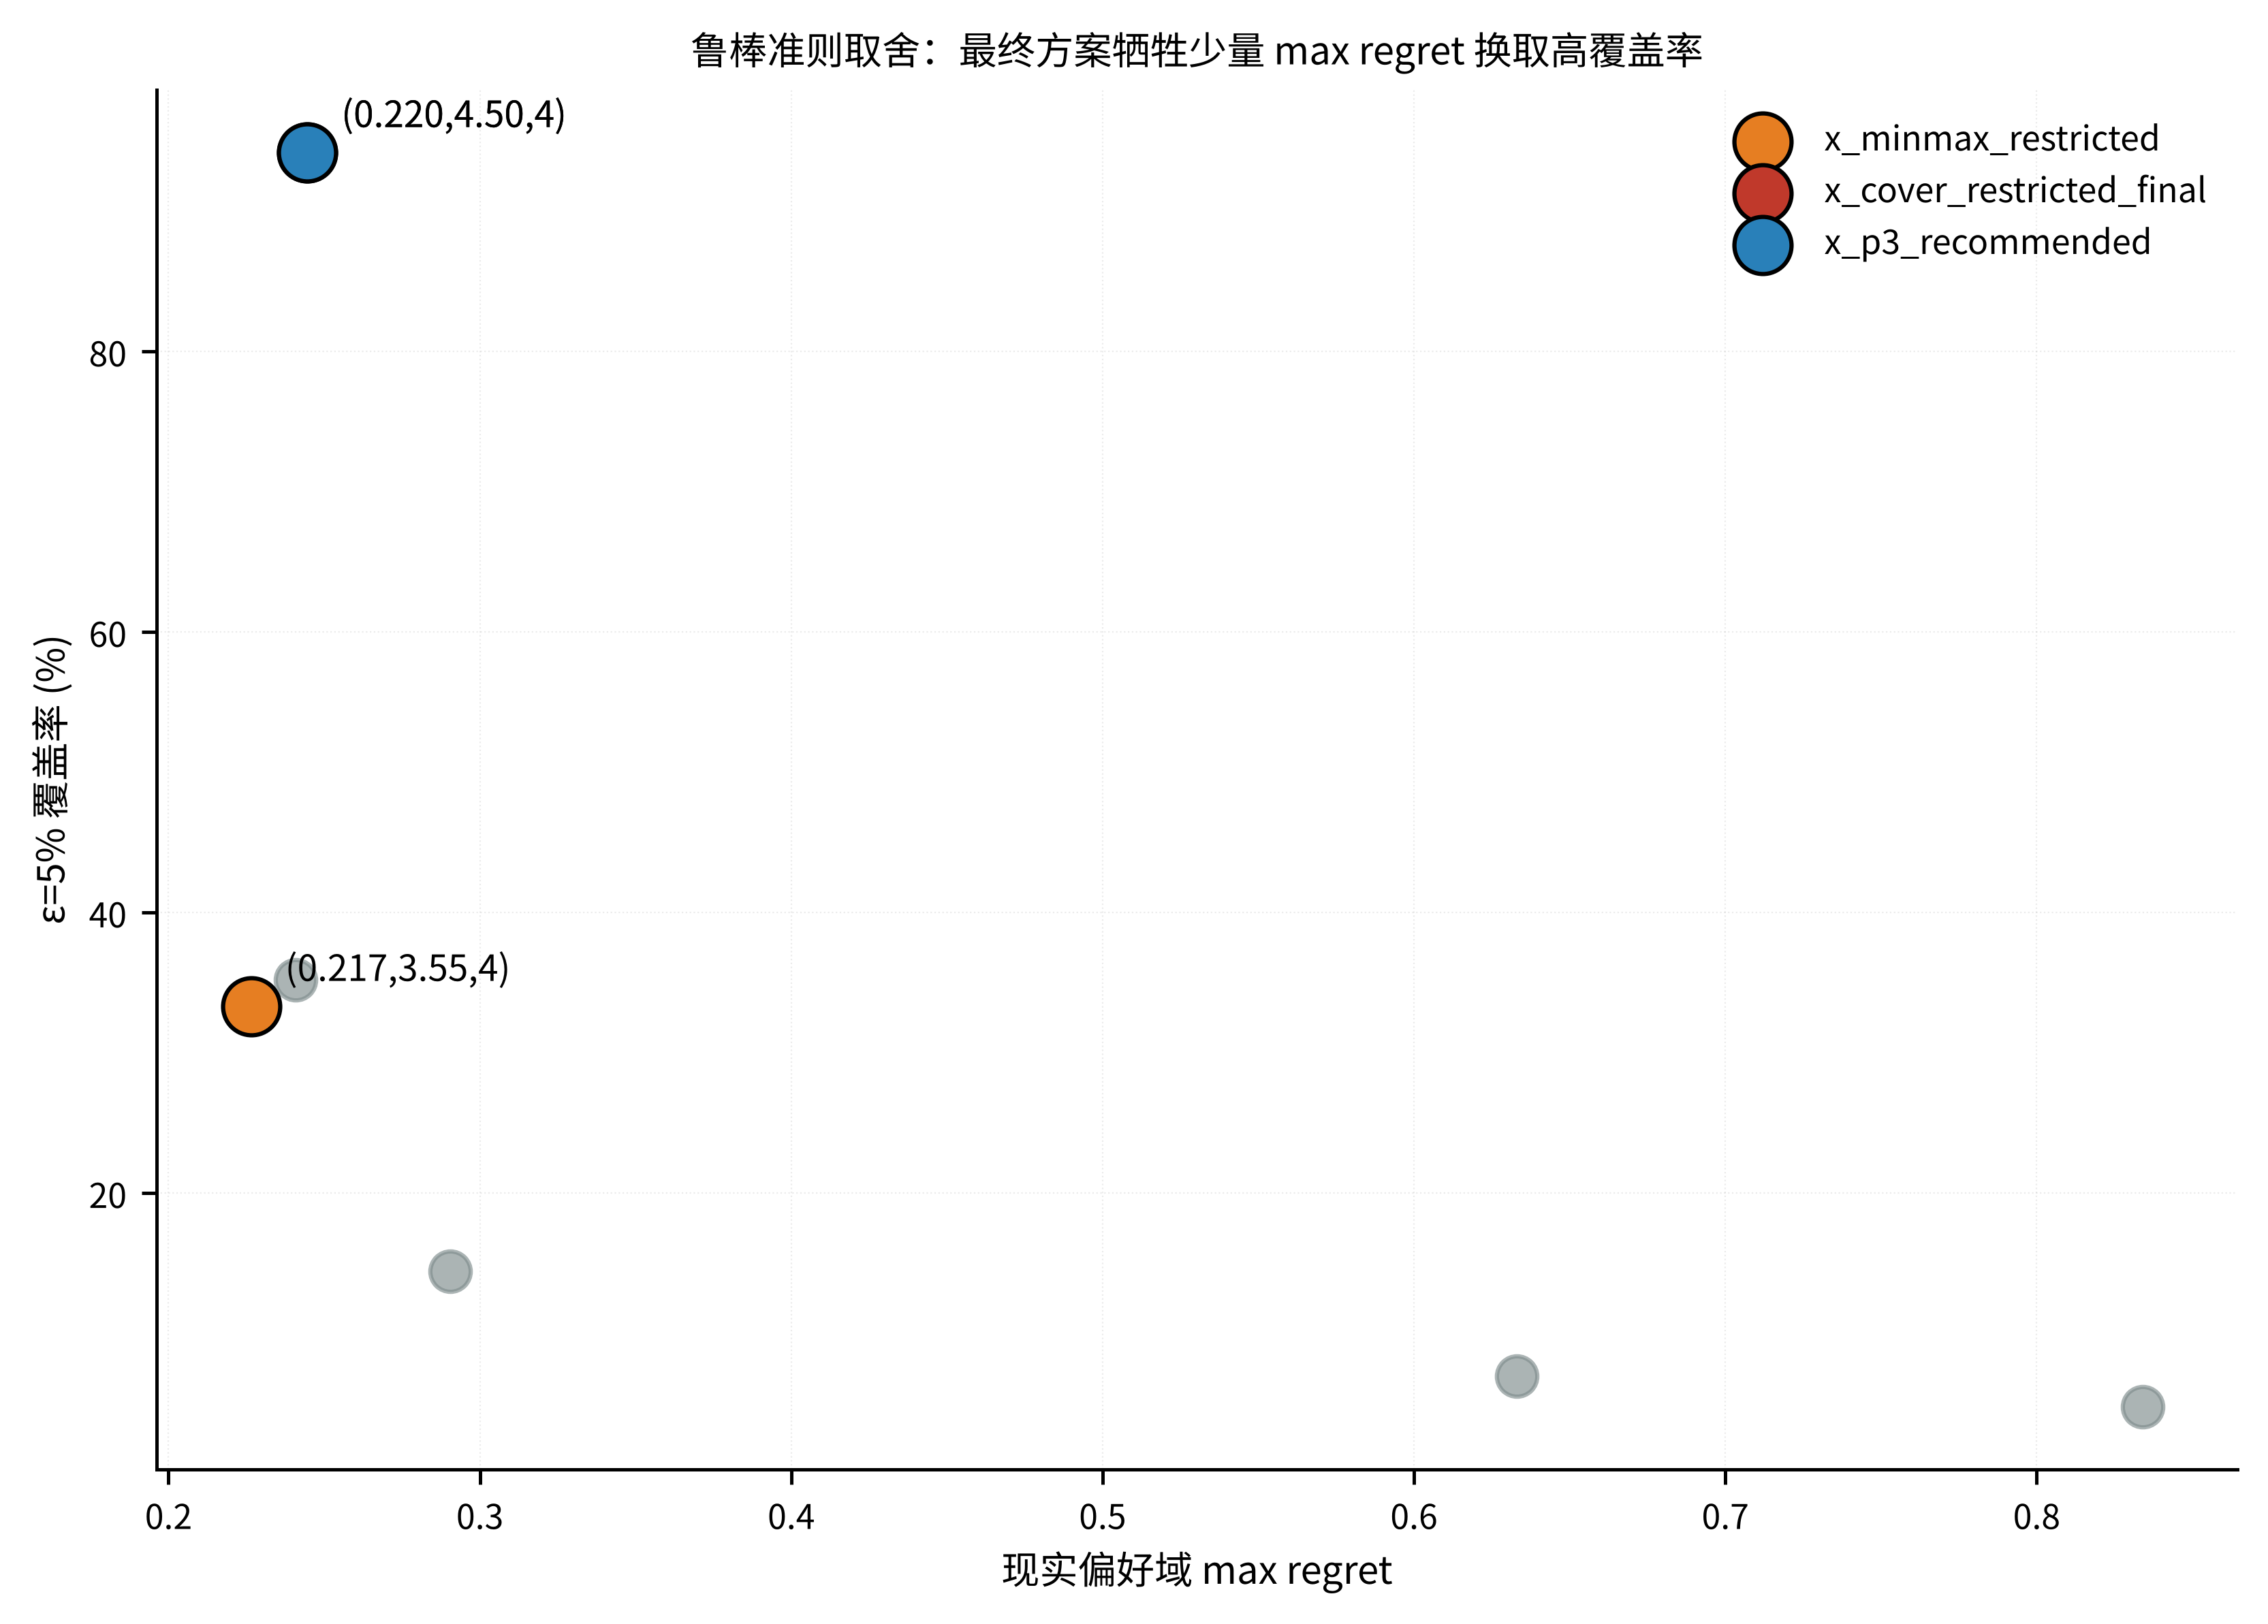 鲁棒准则取舍：最终方案牺牲少量 max regret 换取高覆盖率
(0.220,4.50,4)
x_minmax_restricted
x_cover_restricted_final
x_p3_recommended
ε=5% 覆盖率 (%)
80
60
40
20
(0.217,3.55,4)
0.2
0.3
0.4
0.5
0.6
0.7
0.8
现实偏好域 max regret